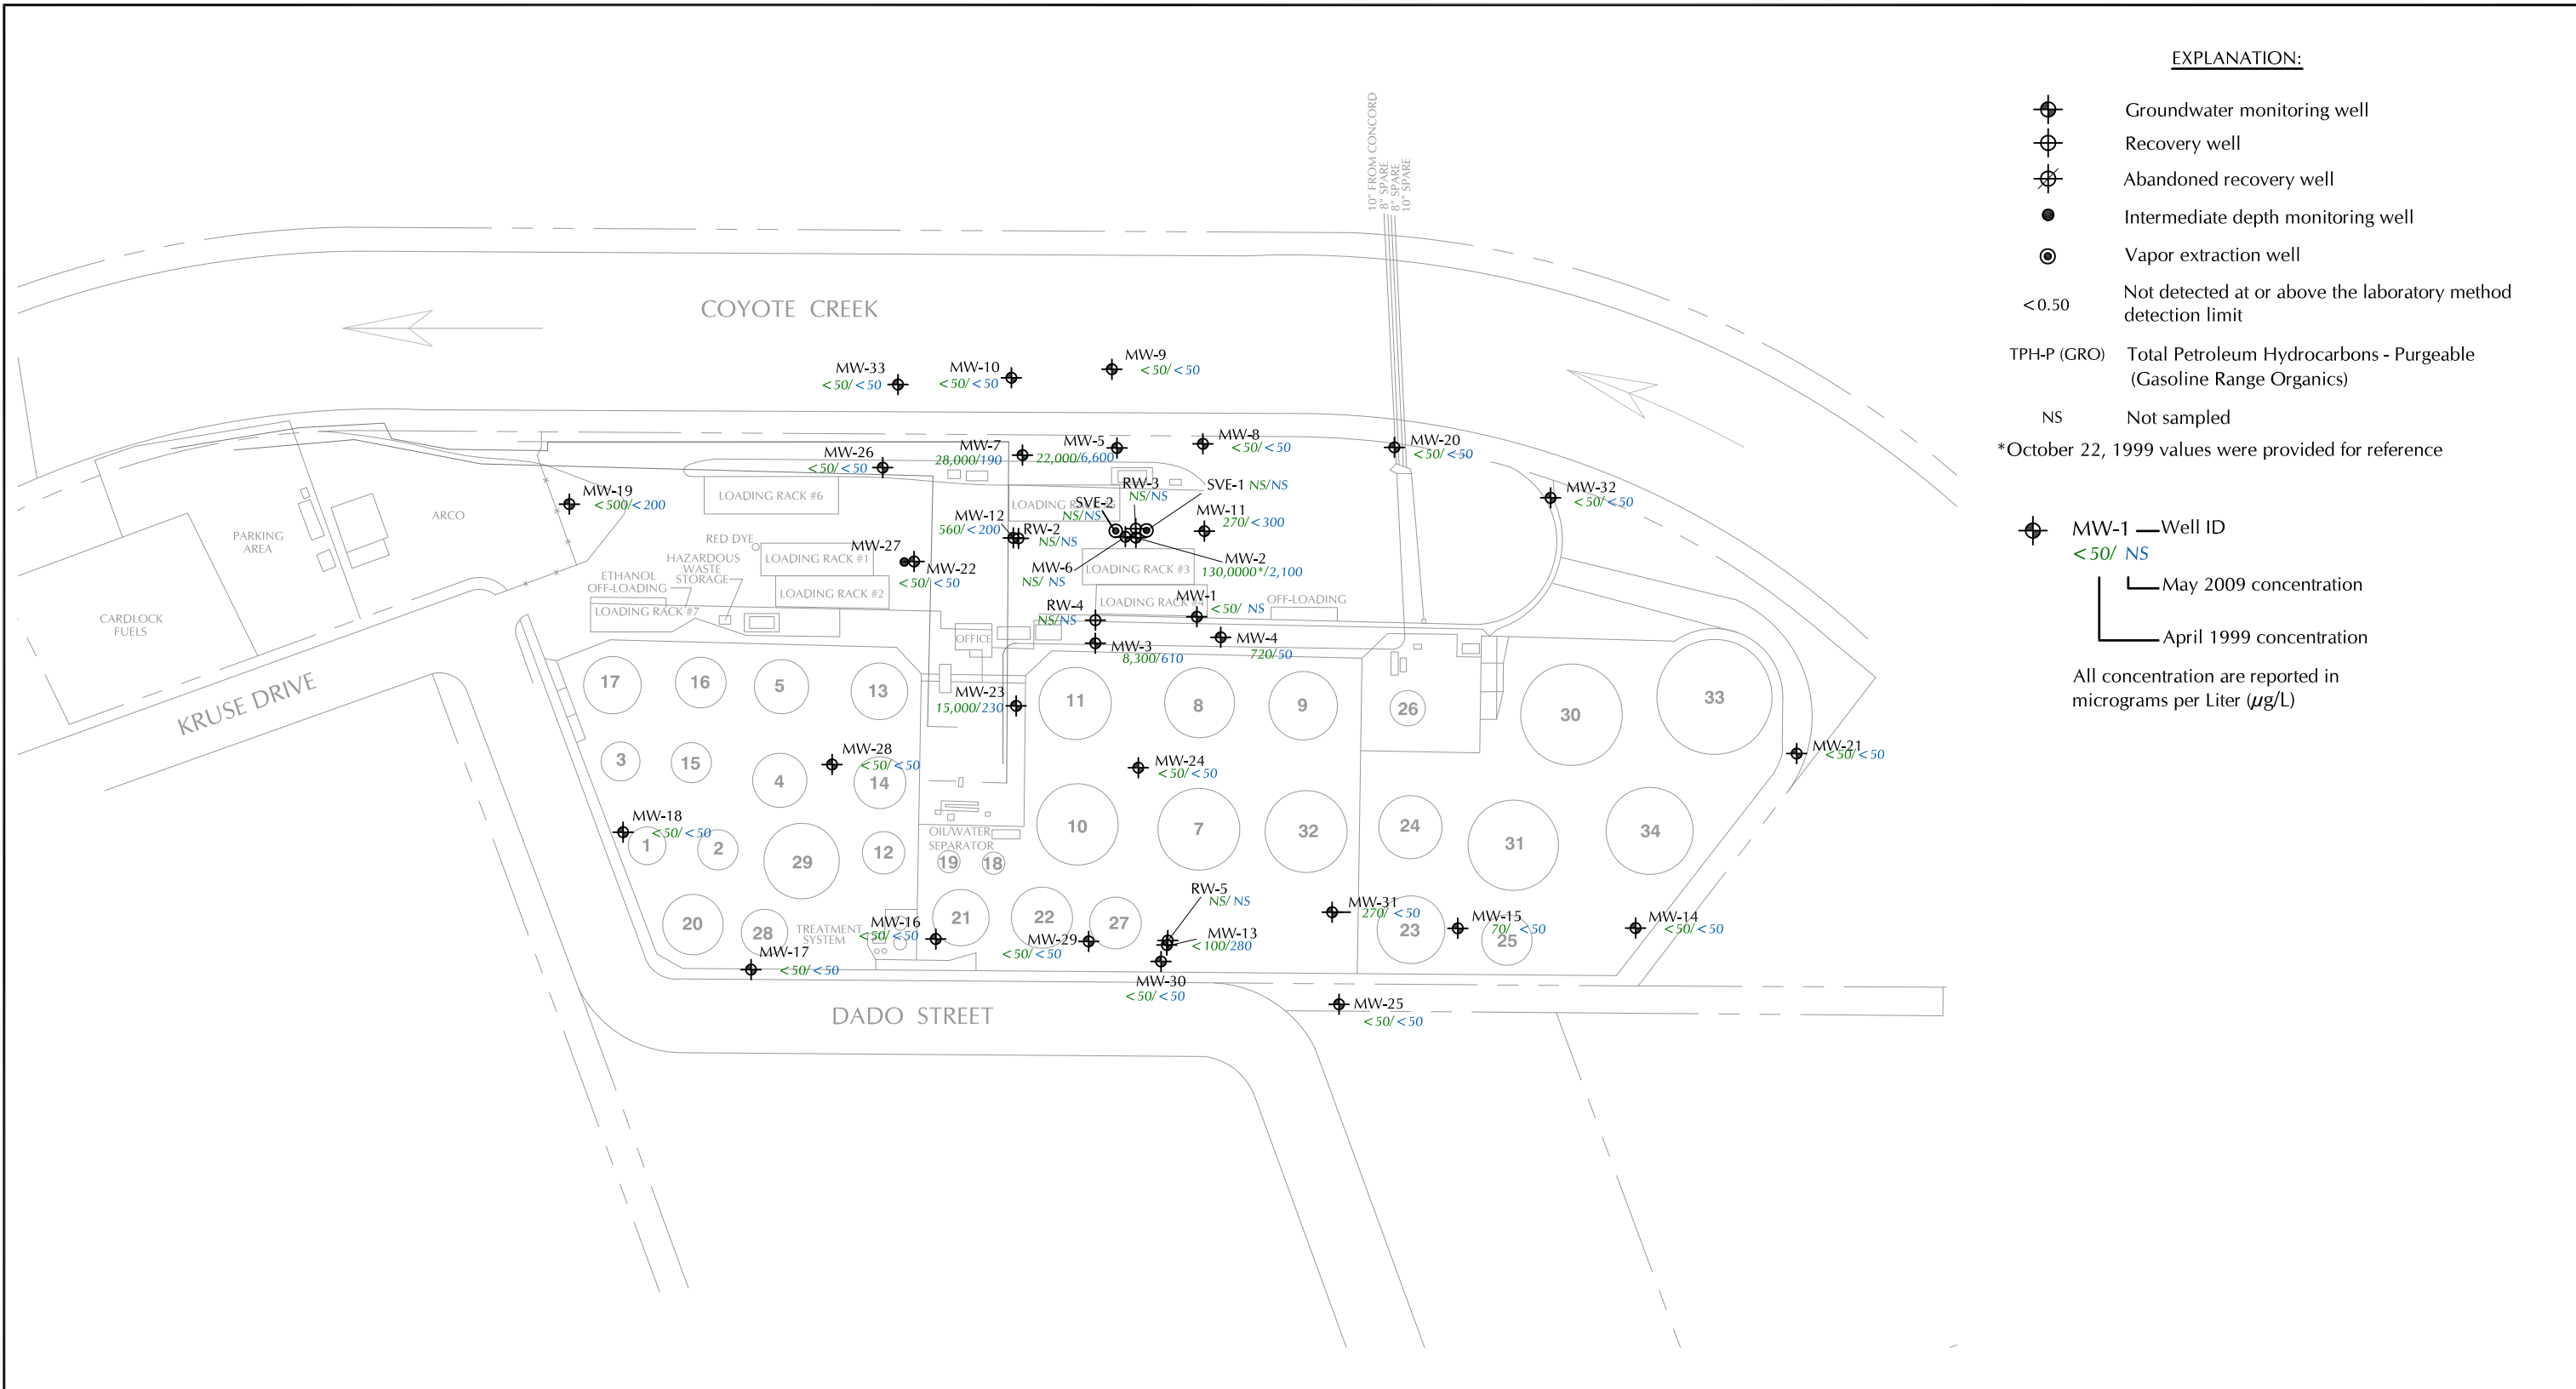 EXPLANATION:
Groundwater monitoring well
Recovery well
Abandoned recovery well
Intermediate depth monitoring well
Vapor extraction well
<0.50 Not detected at or above the laboratory method
detection limit
TPH-P (GRO) Total Petroleum Hydrocarbons - Purgeable
(Gasoline Range Organics)
NS Not sampled
*October 22, 1999 values were provided for reference
MW-1 Well ID
<50/ NS
May 2009 concentration
April 1999 concentration
All concentration are reported in
micrograms per Liter (µg/L)
10" FROM CONCORD
8" SPARE
8" SPARE
10" SPARE
COYOTE CREEK
MW-33
<50/<50
MW-10
<50/<50
MW-9
<50/<50
MW-26
<50/<50
MW-7
28,000/190
MW-5
22,000/6,600
MW-8
<50/<50
MW-20
<50/<50
MW-32
<50/<50
MW-19
<500/<200
LOADING RACK #6
RW-3
NS/NS
SVE-1 NS/NS
SVE-2
NS/NS
MW-11
270/<300
MW-12
560/<200
RW-2
NS/NS
MW-2
130,0000*/2,100
MW-6
NS/ NS
MW-27
MW-22
<50/<50
ARCO
PARKING
AREA
CARDLOCK
FUELS
KRUSE DRIVE
RED DYE
HAZARDOUS
WASTE
STORAGE
ETHANOL
OFF-LOADING
LOADING RACK #1
LOADING RACK #2
LOADING RACK #7
LOADING RACK #3
LOADING RACK
MW-1
<50/ NS
OFF-LOADING
RW-4
NS/NS
MW-3
8,300/610
MW-4
720/50
OFFICE
17
16
5
13
MW-23
15,000/230
11
8
9
26
30
33
3
15
4
MW-28
<50/<50
14
MW-24
<50/<50
MW-21
<50/<50
MW-18
<50/<50
1
2
29
12
OIL/WATER
SEPARATOR
19
18
10
7
32
24
31
34
20
28
TREATMENT
SYSTEM
MW-16
<50/<50
21
22
27
MW-29
<50/<50
RW-5
NS/ NS
MW-13
<100/280
MW-31
270/ <50
23
MW-15
70/ <50
25
MW-14
<50/<50
MW-17
<50/<50
MW-30
<50/<50
MW-25
<50/<50
DADO STREET